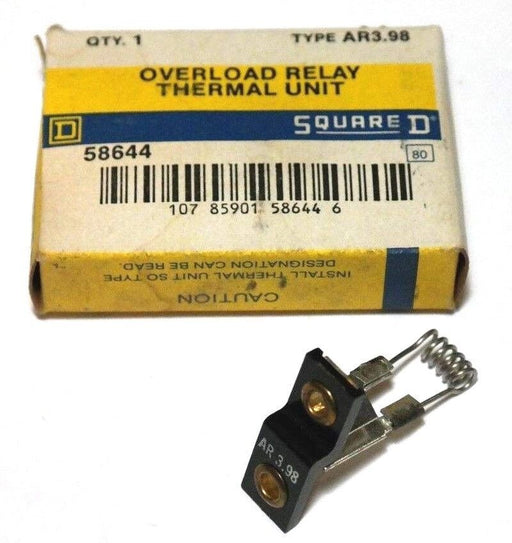 QTY. 1 TYPE AR3.98
OVERLOAD RELAY
THERMAL UNIT
D SQUARE D
58644 80
107 85901 58644 6
CAUTION
INSTALL THERMAL UNIT SO TYPE
DESIGNATION CAN BE READ.
AR 3.98